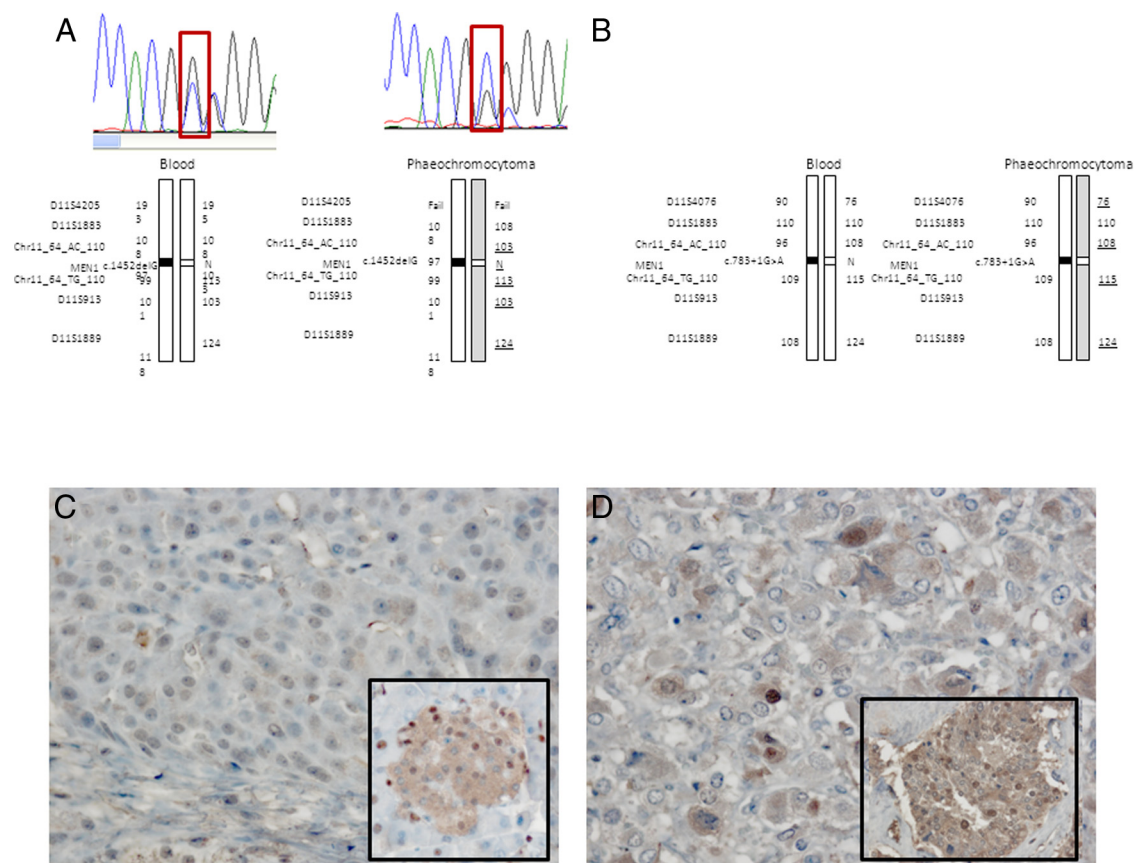 A
B
Blood
Phaeochromocytoma
D11S4205 19 3 19 5
D11S1883 10 8 10 8
Chr11_64_AC_110
MEN1 c.1452delG 97 N 10 3
Chr11_64_TG_110 99 113
D11S913 10 1 103
D11S1889 11 8 124
D11S4205 Fail Fail
D11S1883 10 8 108
Chr11_64_AC_110 97 103
MEN1 c.1452delG N
Chr11_64_TG_110 99 113
D11S913 10 1 103
D11S1889 11 8 124
Blood
Phaeochromocytoma
D11S4076 90 76
D11S1883 110 110
Chr11_64_AC_110 96 108
MEN1 c.783+1G>A N
Chr11_64_TG_110 109 115
D11S913
D11S1889 108 124
D11S4076 90 76
D11S1883 110 110
Chr11_64_AC_110 96 108
MEN1 c.783+1G>A N
Chr11_64_TG_110 109 115
D11S913
D11S1889 108 124
C
D